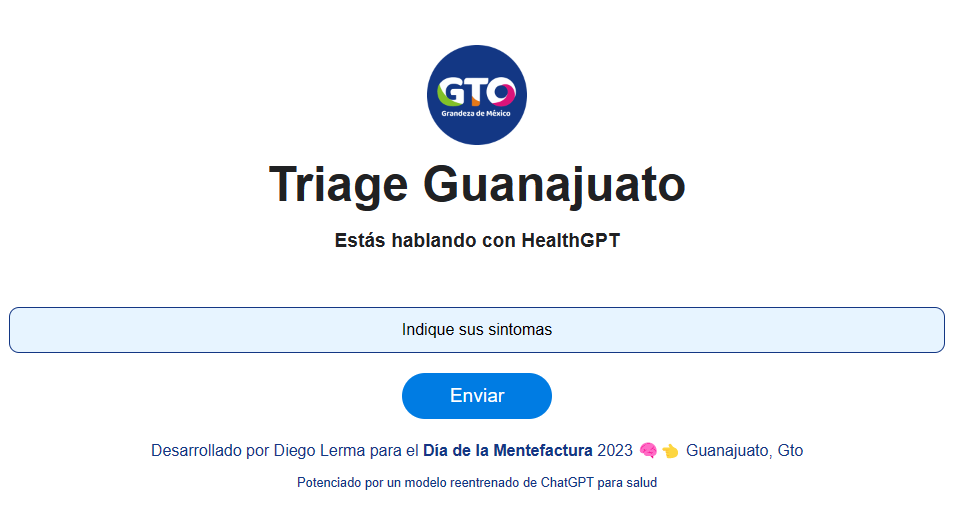 GTO
Grandeza de México
Triage Guanajuato
Estás hablando con HealthGPT
Indique sus sintomas
Enviar
Desarrollado por Diego Lerma para el Día de la Mentefactura 2023 🧠👈 Guanajuato, Gto
Potenciado por un modelo reentrenado de ChatGPT para salud